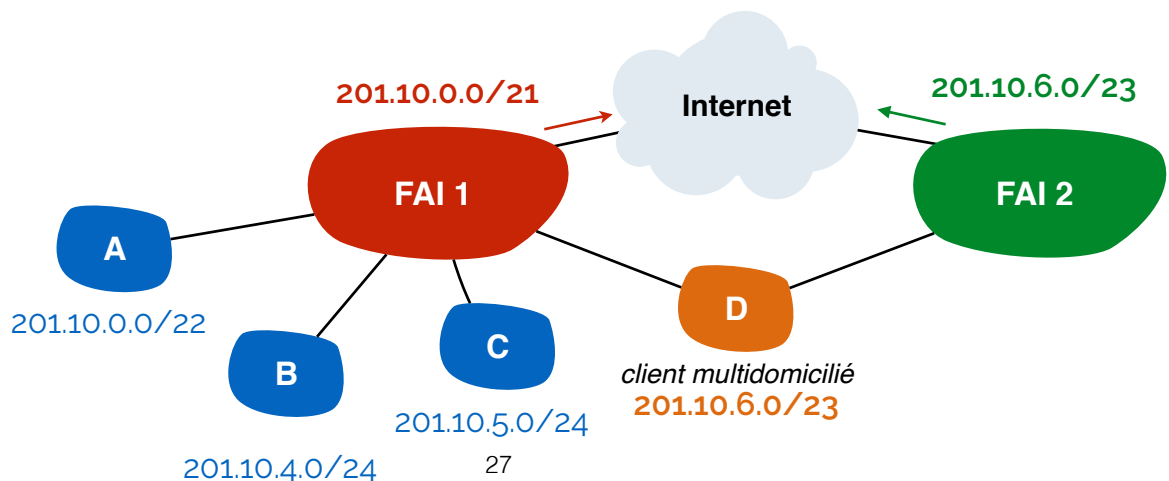 201.10.0.0/21
Internet
201.10.6.0/23
FAI 1
FAI 2
A
201.10.0.0/22
B
201.10.4.0/24
C
201.10.5.0/24
D
client multidomicilié
201.10.6.0/23
27